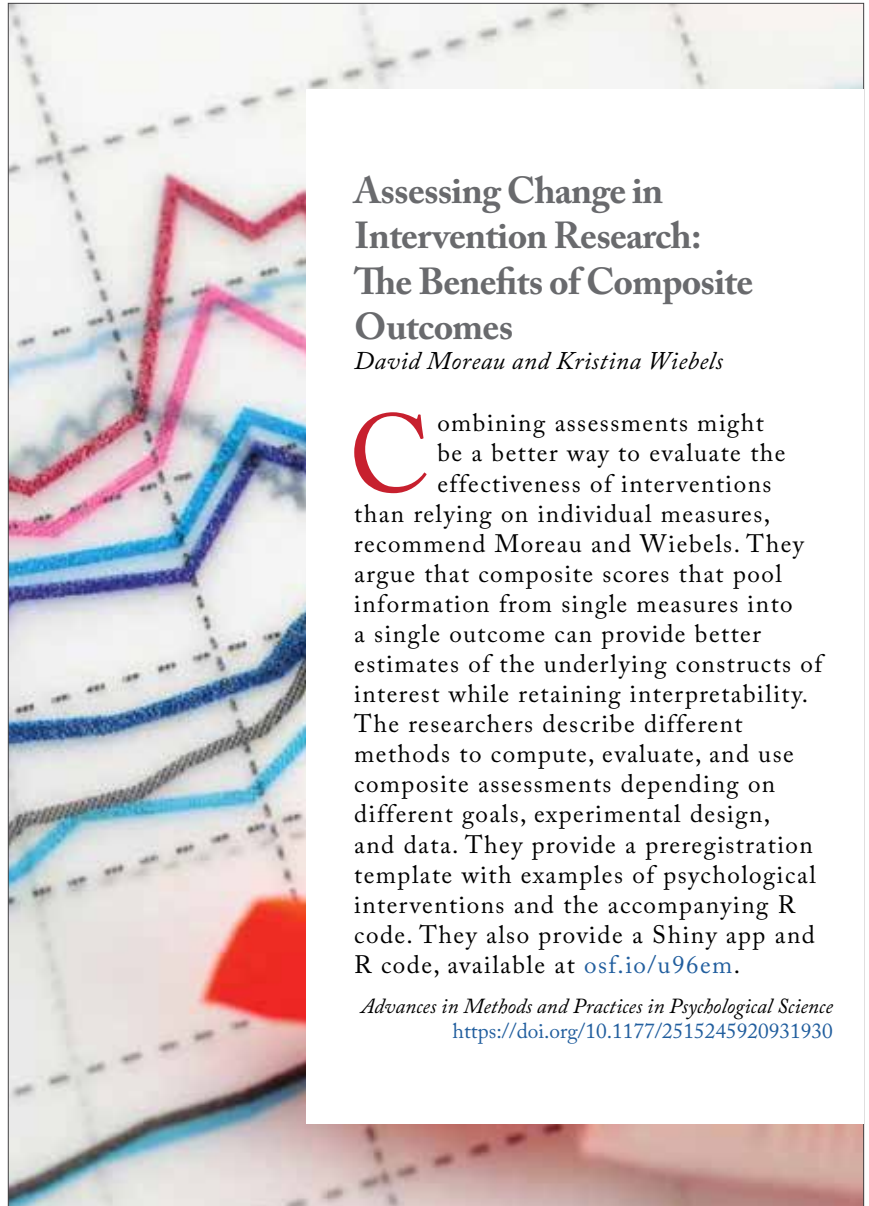 Assessing Change in
Intervention Research:
The Benefits of Composite
Outcomes
David Moreau and Kristina Wiebels
Combining assessments might
be a better way to evaluate the
effectiveness of interventions
than relying on individual measures,
recommend Moreau and Wiebels. They
argue that composite scores that pool
information from single measures into
a single outcome can provide better
estimates of the underlying constructs of
interest while retaining interpretability.
The researchers describe different
methods to compute, evaluate, and use
composite assessments depending on
different goals, experimental design,
and data. They provide a preregistration
template with examples of psychological
interventions and the accompanying R
code. They also provide a Shiny app and
R code, available at osf.io/u96em.
Advances in Methods and Practices in Psychological Science
https://doi.org/10.1177/2515245920931930